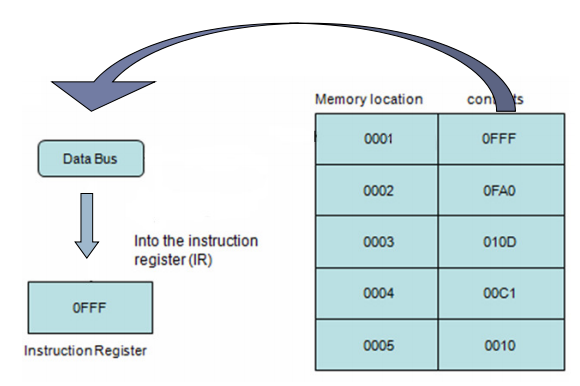 Memory location
0001 0FFF
Data Bus
0002 0FA0
Into the instruction
register (IR)
0003 010D
0FFF
0004 00C1
Instruction Register
0005 0010